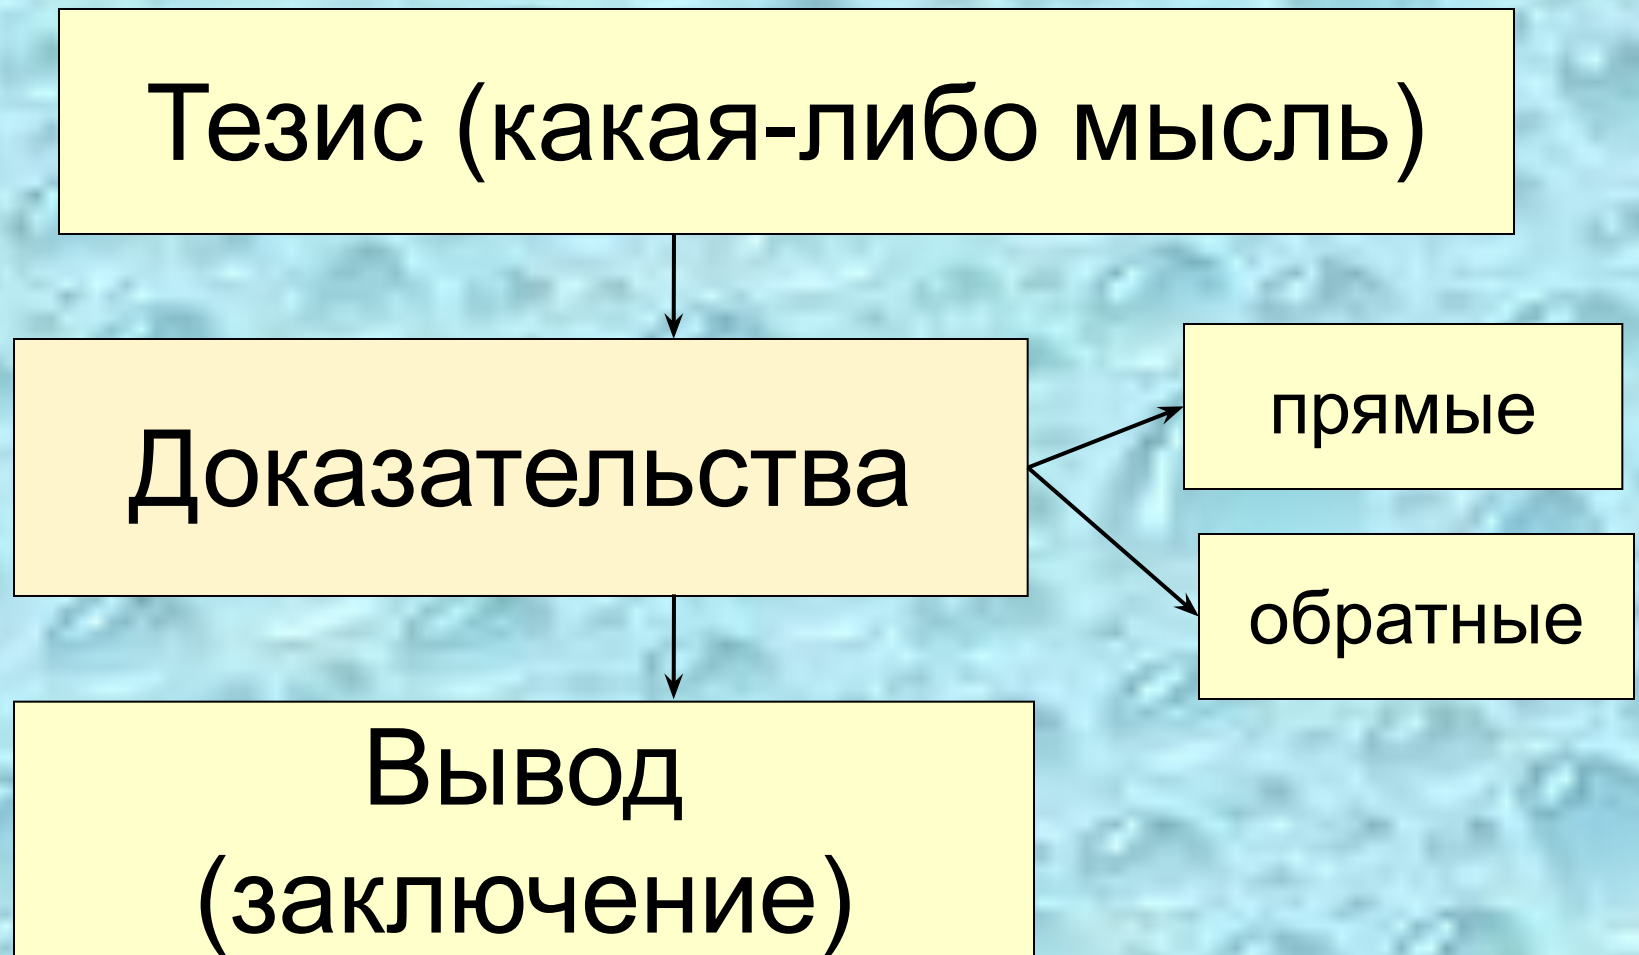 Тезис (какая-либо мысль)
Доказательства
прямые
обратные
Вывод
(заключение)